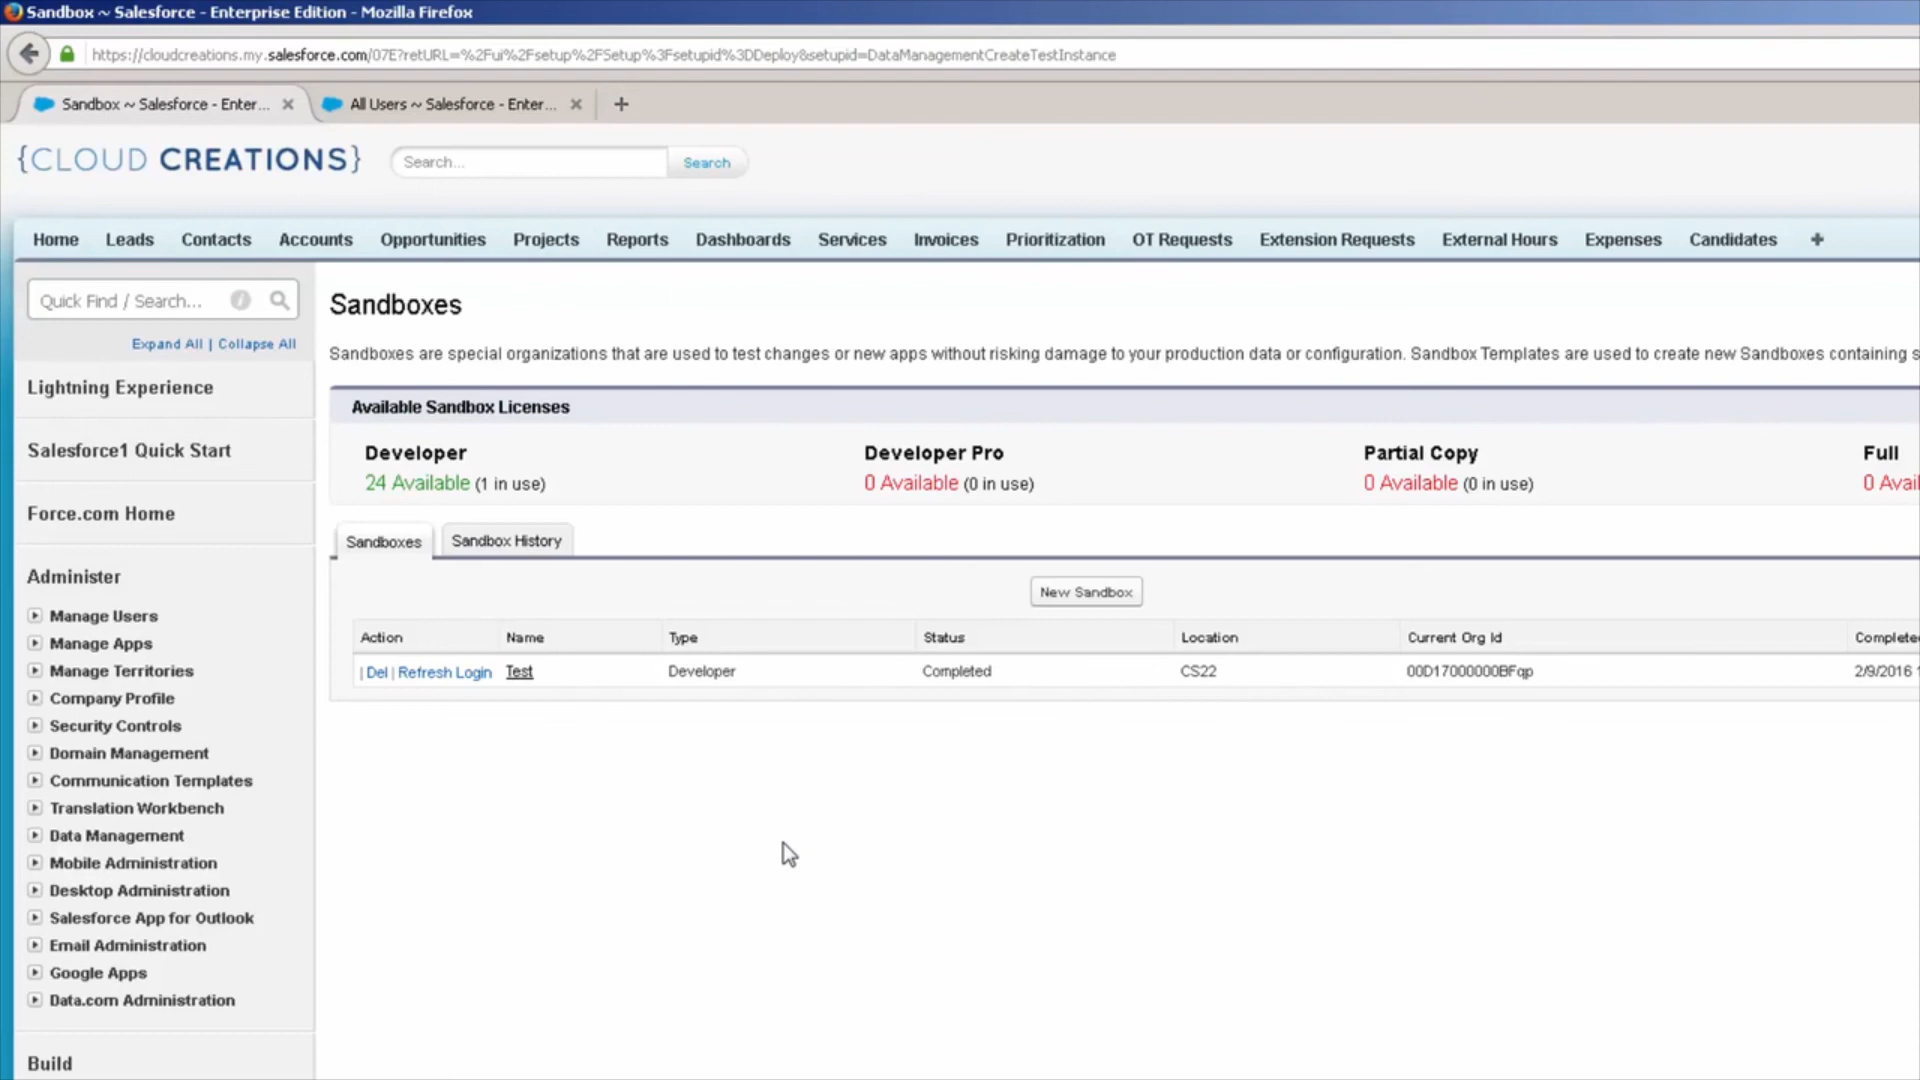 Sandbox ~ Salesforce - Enterprise Edition - Mozilla Firefox
https://cloudcreations.my.salesforce.com/07E?retURL=%2Fui%2Fsetup%2FSetup%3Fsetupid%3DDeploy&setupid=DataManagementCreateTestInstance
Sandbox ~ Salesforce - Enter... × All Users ~ Salesforce - Enter... × +
{CLOUD CREATIONS} Search... Search
Home Leads Contacts Accounts Opportunities Projects Reports Dashboards Services Invoices Prioritization OT Requests Extension Requests External Hours Expenses Candidates +
Quick Find / Search... i
Expand All | Collapse All
Lightning Experience
Salesforce1 Quick Start
Force.com Home
Administer
Manage Users
Manage Apps
Manage Territories
Company Profile
Security Controls
Domain Management
Communication Templates
Translation Workbench
Data Management
Mobile Administration
Desktop Administration
Salesforce App for Outlook
Email Administration
Google Apps
Data.com Administration
Build
Sandboxes
Sandboxes are special organizations that are used to test changes or new apps without risking damage to your production data or configuration. Sandbox Templates are used to create new Sandboxes containing s
Available Sandbox Licenses
Developer Developer Pro Partial Copy Full
24 Available (1 in use) 0 Available (0 in use) 0 Available (0 in use) 0 Avail
Sandboxes Sandbox History
New Sandbox
Action Name Type Status Location Current Org Id Complete
| Del | Refresh Login Test Developer Completed CS22 00D17000000BFqp 2/9/2016 1